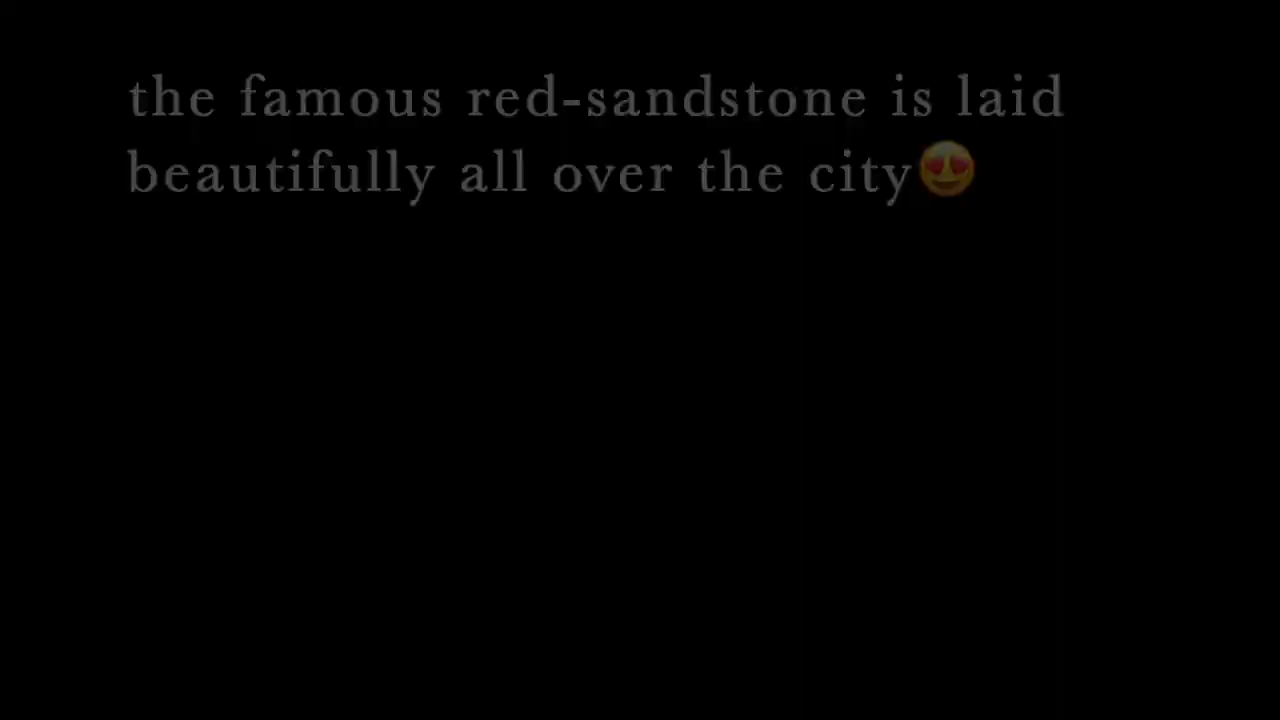 the famous red-sandstone is laid
beautifully all over the city😍